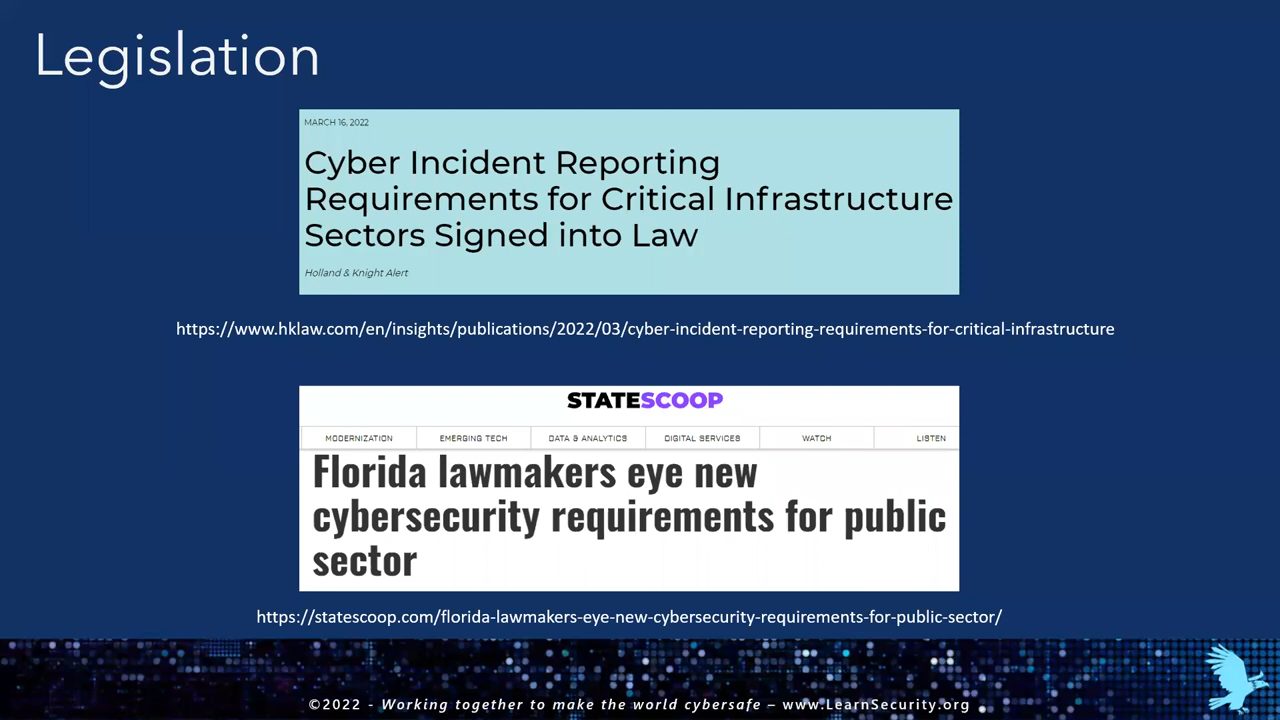 Legislation
MARCH 16, 2022
Cyber Incident Reporting
Requirements for Critical Infrastructure
Sectors Signed into Law
Holland & Knight Alert
https://www.hklaw.com/en/insights/publications/2022/03/cyber-incident-reporting-requirements-for-critical-infrastructure
STATESCOOP
MODERNIZATION EMERGING TECH DATA & ANALYTICS DIGITAL SERVICES WATCH LISTEN
Florida lawmakers eye new
cybersecurity requirements for public
sector
https://statescoop.com/florida-lawmakers-eye-new-cybersecurity-requirements-for-public-sector/
©2022 - Working together to make the world cybersafe – www.LearnSecurity.org